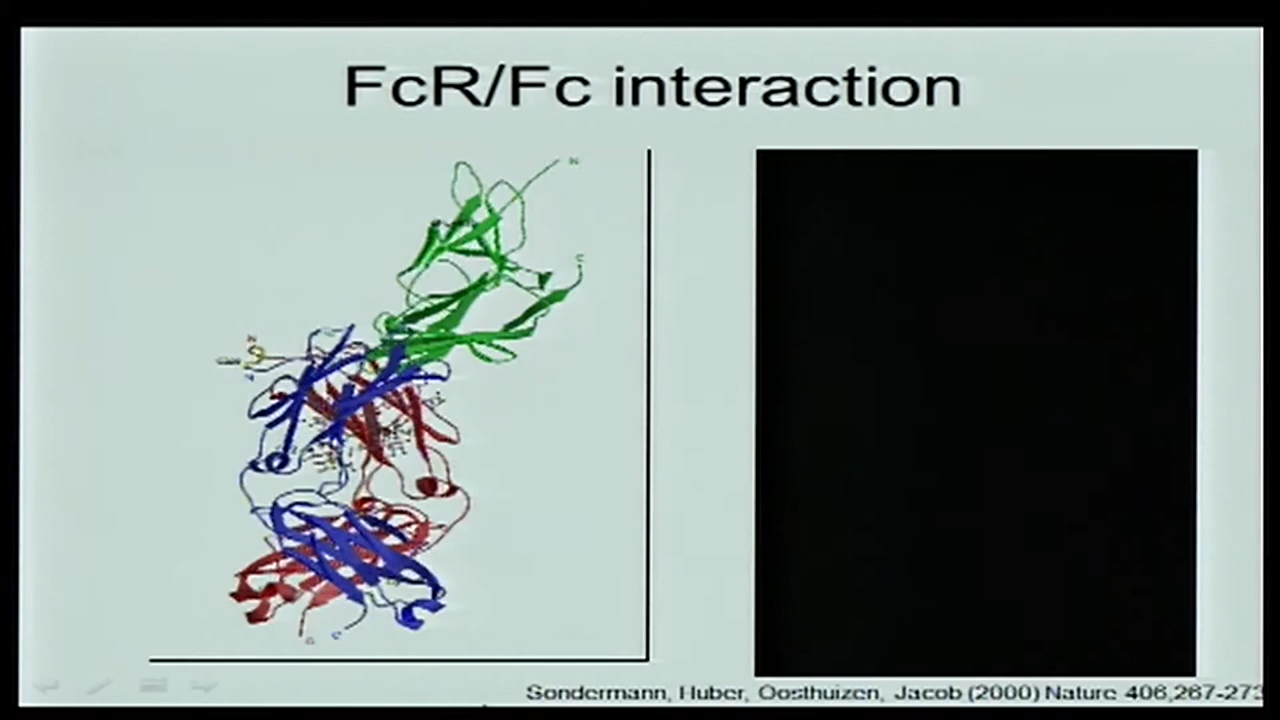 FcR/Fc interaction
N
C
N
C
Sondermann, Huber, Oosthuizen, Jacob (2000) Nature 406,267-273